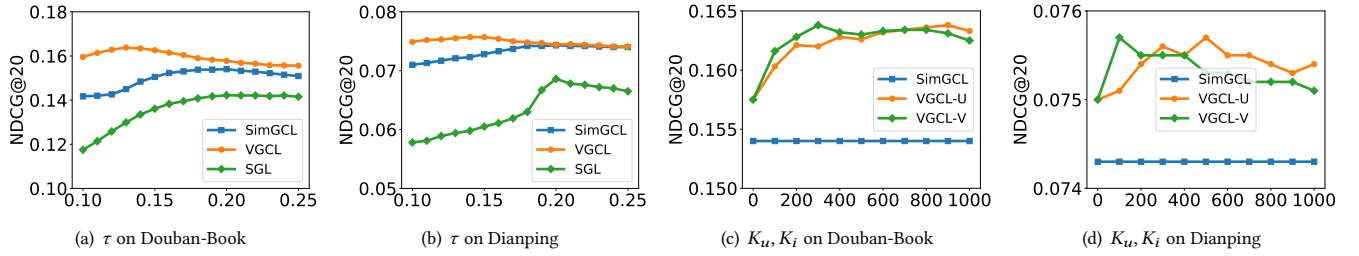 0.18
0.16
0.14
0.12
0.10
NDCG@20
SimGCL
VGCL
SGL
0.10 0.15 0.20 0.25
(a) τ on Douban-Book
0.08
0.07
0.06
0.05
NDCG@20
SimGCL
VGCL
SGL
0.10 0.15 0.20 0.25
(b) τ on Dianping
0.165
0.160
0.155
0.150
NDCG@20
SimGCL
VGCL-U
VGCL-V
0 200 400 600 800 1000
(c) K_u, K_i on Douban-Book
0.076
0.075
0.074
NDCG@20
SimGCL
VGCL-U
VGCL-V
0 200 400 600 800 1000
(d) K_u, K_i on Dianping